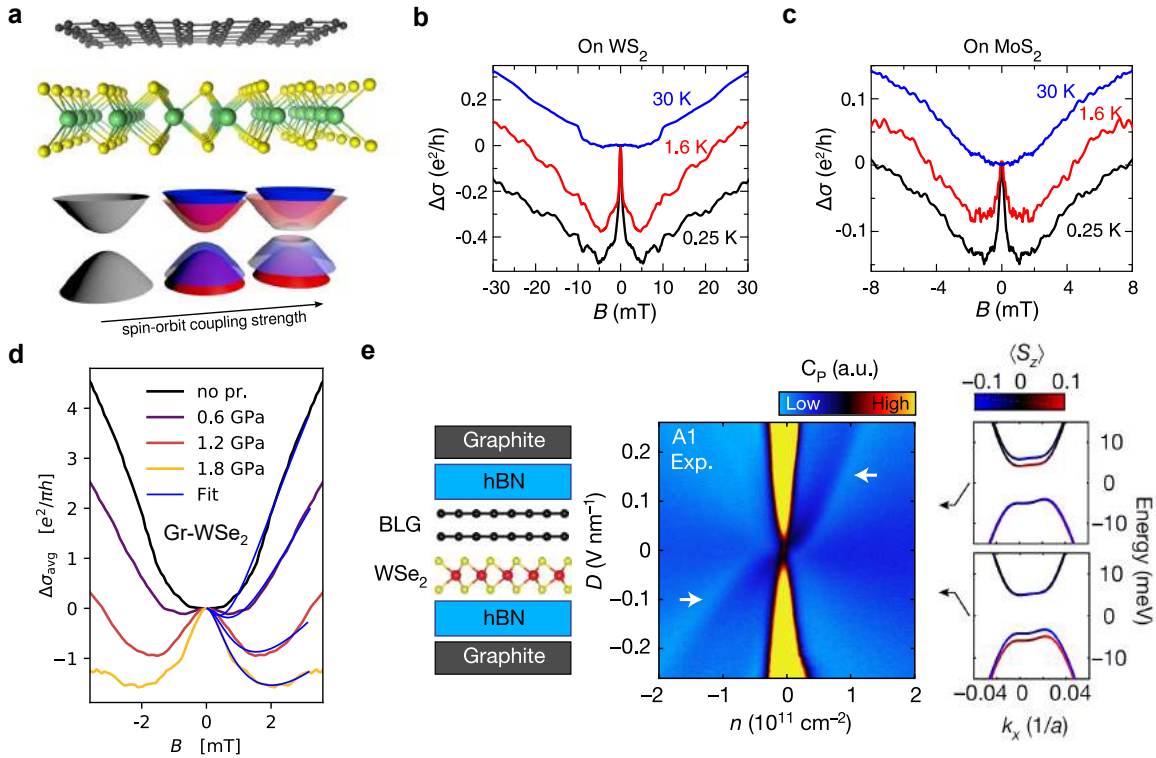 a
spin-orbit coupling strength
b
On WS2
Δσ (e²/h)
0.2
0
-0.2
-0.4
30 K
1.6 K
0.25 K
-30 -20 -10 0 10 20 30
B (mT)
c
On MoS2
Δσ (e²/h)
0.1
0
-0.1
30 K
1.6 K
0.25 K
-8 -4 0 4 8
B (mT)
d
Δσavg [e²/πh]
4
3
2
1
0
−1
no pr.
0.6 GPa
1.2 GPa
1.8 GPa
Fit
Gr-WSe2
-2 0 2
B [mT]
e
Graphite
hBN
BLG
WSe2
hBN
Graphite
CP (a.u.)
Low High
A1
Exp.
D (V nm−1)
0.2
0.1
0
−0.1
−0.2
−2 −1 0 1 2
n (10¹¹ cm−2)
⟨Sz⟩
−0.1 0 0.1
10
0
−10
10
0
−10
Energy (meV)
−0.04 0 0.04
kx (1/a)